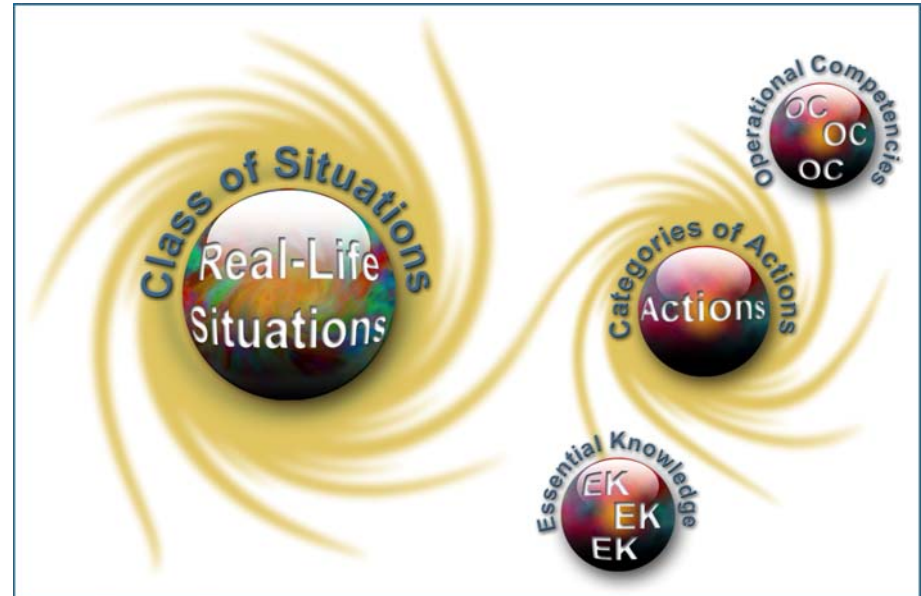 Class of Situations
Real-Life
Situations
Operational Competencies
OC
OC
OC
Categories of Actions
Actions
Essential Knowledge
EK
EK
EK